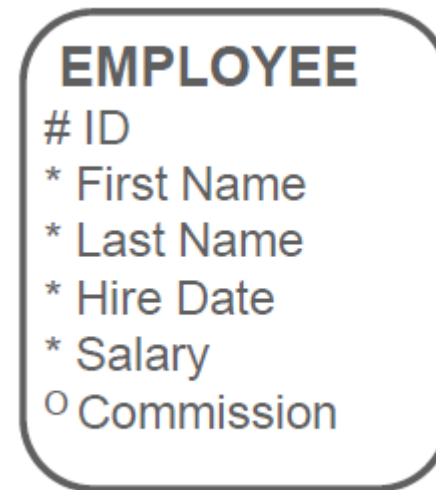 EMPLOYEE
# ID
* First Name
* Last Name
* Hire Date
* Salary
o Commission